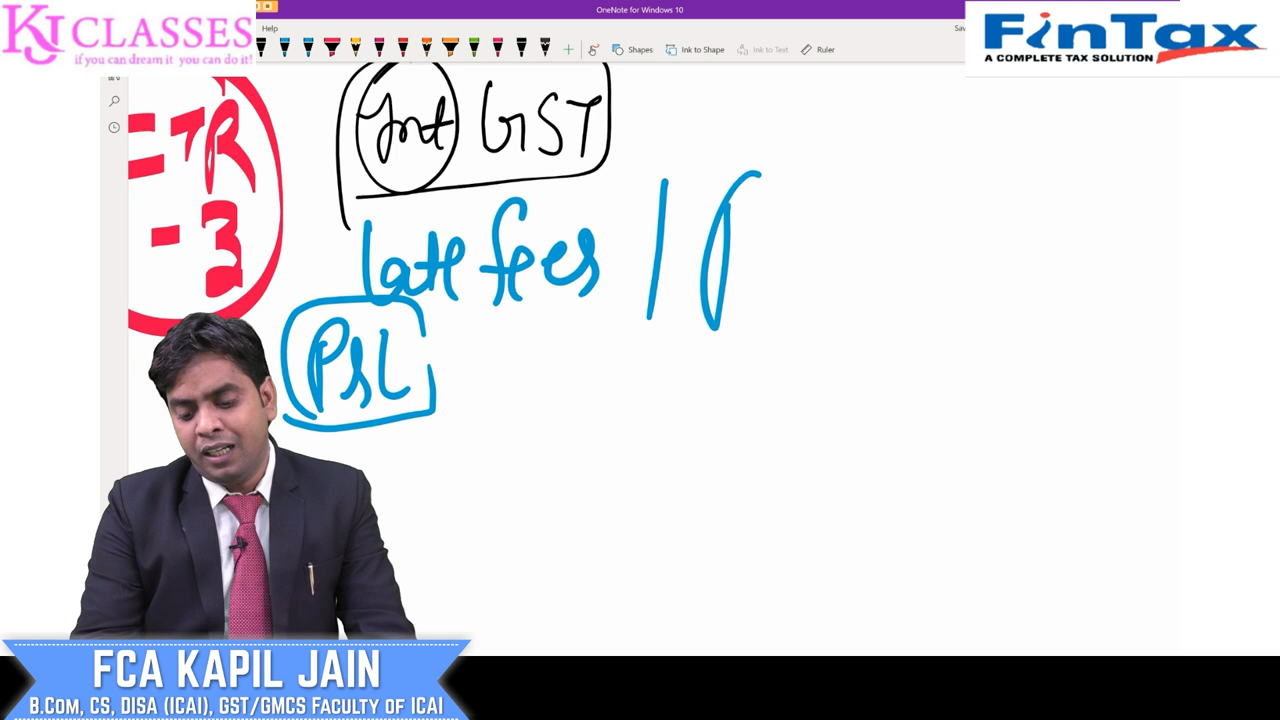 KJ CLASSES
if you can dream it you can do it!
OneNote for Windows 10
Help
Shapes
Ink to Shape
Ink to Text
Ruler
Sav
FinTax
A COMPLETE TAX SOLUTION
Int GST
=TR
- 3
late fees /
P&L
FCA KAPIL JAIN
B.COM, CS, DISA (ICAI), GST/GMCS FACULTY OF ICAI